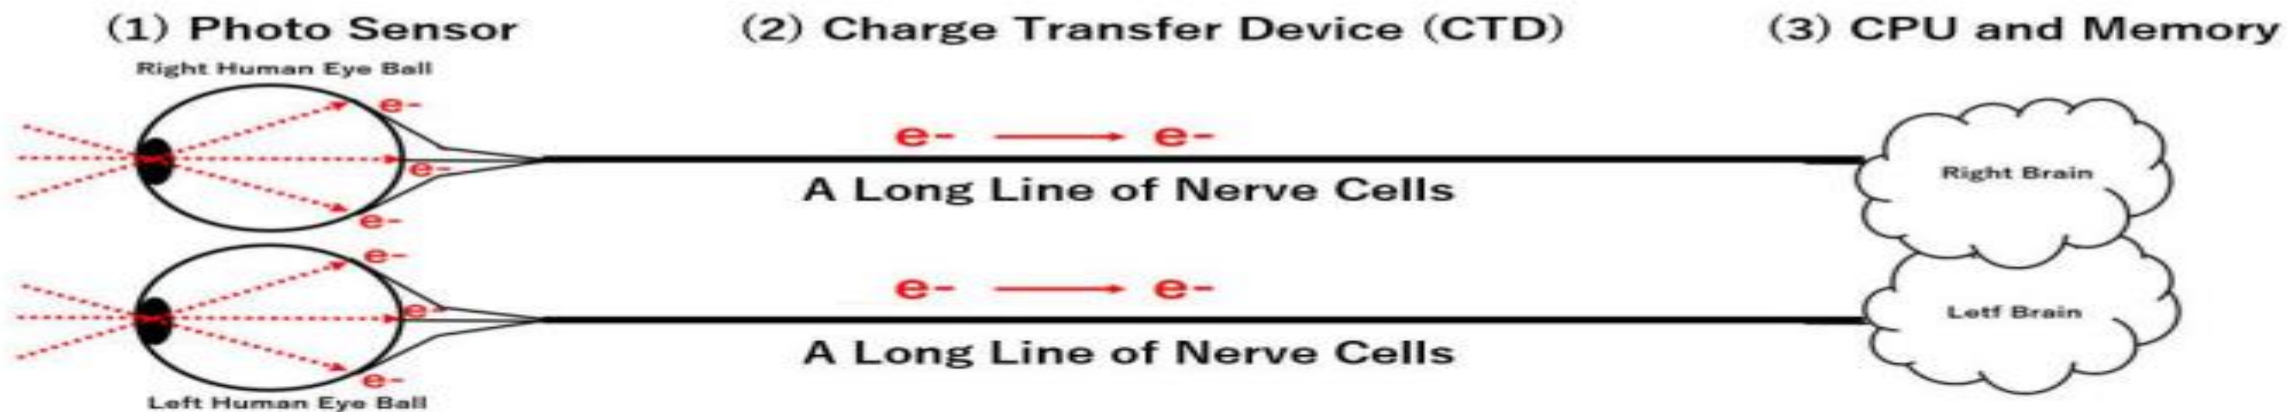 (1) Photo Sensor
(2) Charge Transfer Device (CTD)
(3) CPU and Memory
Right Human Eye Ball
e-
e-
e-
e- e-
A Long Line of Nerve Cells
Right Brain
e-
e-
e-
e- e-
A Long Line of Nerve Cells
Letf Brain
Left Human Eye Ball